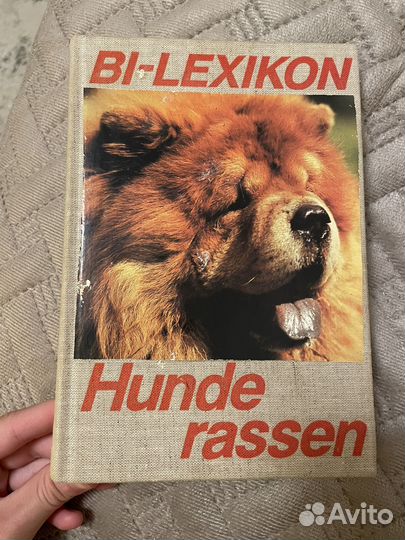 BI-LEXIKON
Hunde
rassen
Avito